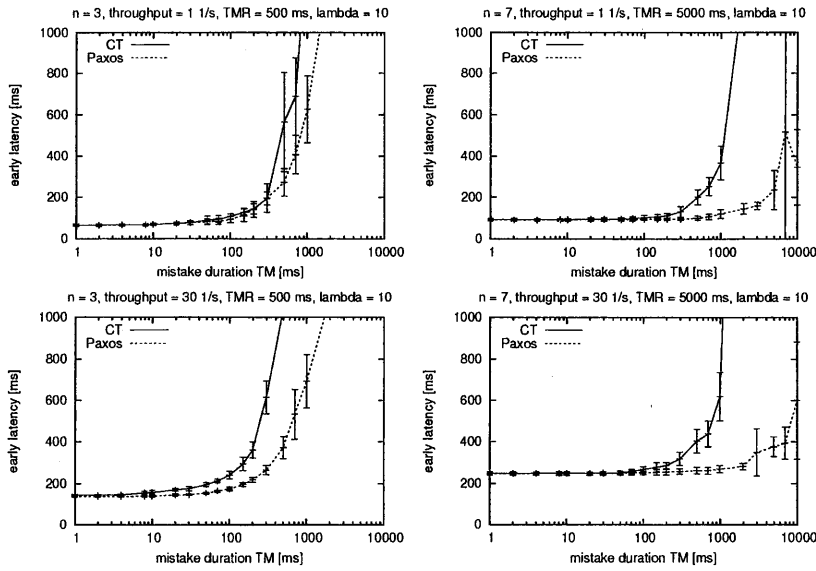 n = 3, throughput = 1 1/s, TMR = 500 ms, lambda = 10
1000
800
600
400
200
0
early latency [ms]
CT
Paxos
1 10 100 1000 10000
mistake duration TM [ms]
n = 7, throughput = 1 1/s, TMR = 5000 ms, lambda = 10
1000
800
600
400
200
0
early latency [ms]
CT
Paxos
1 10 100 1000 10000
mistake duration TM [ms]
n = 3, throughput = 30 1/s, TMR = 500 ms, lambda = 10
1000
800
600
400
200
0
early latency [ms]
CT
Paxos
1 10 100 1000 10000
mistake duration TM [ms]
n = 7, throughput = 30 1/s, TMR = 5000 ms, lambda = 10
1000
800
600
400
200
0
early latency [ms]
CT
Paxos
1 10 100 1000 10000
mistake duration TM [ms]